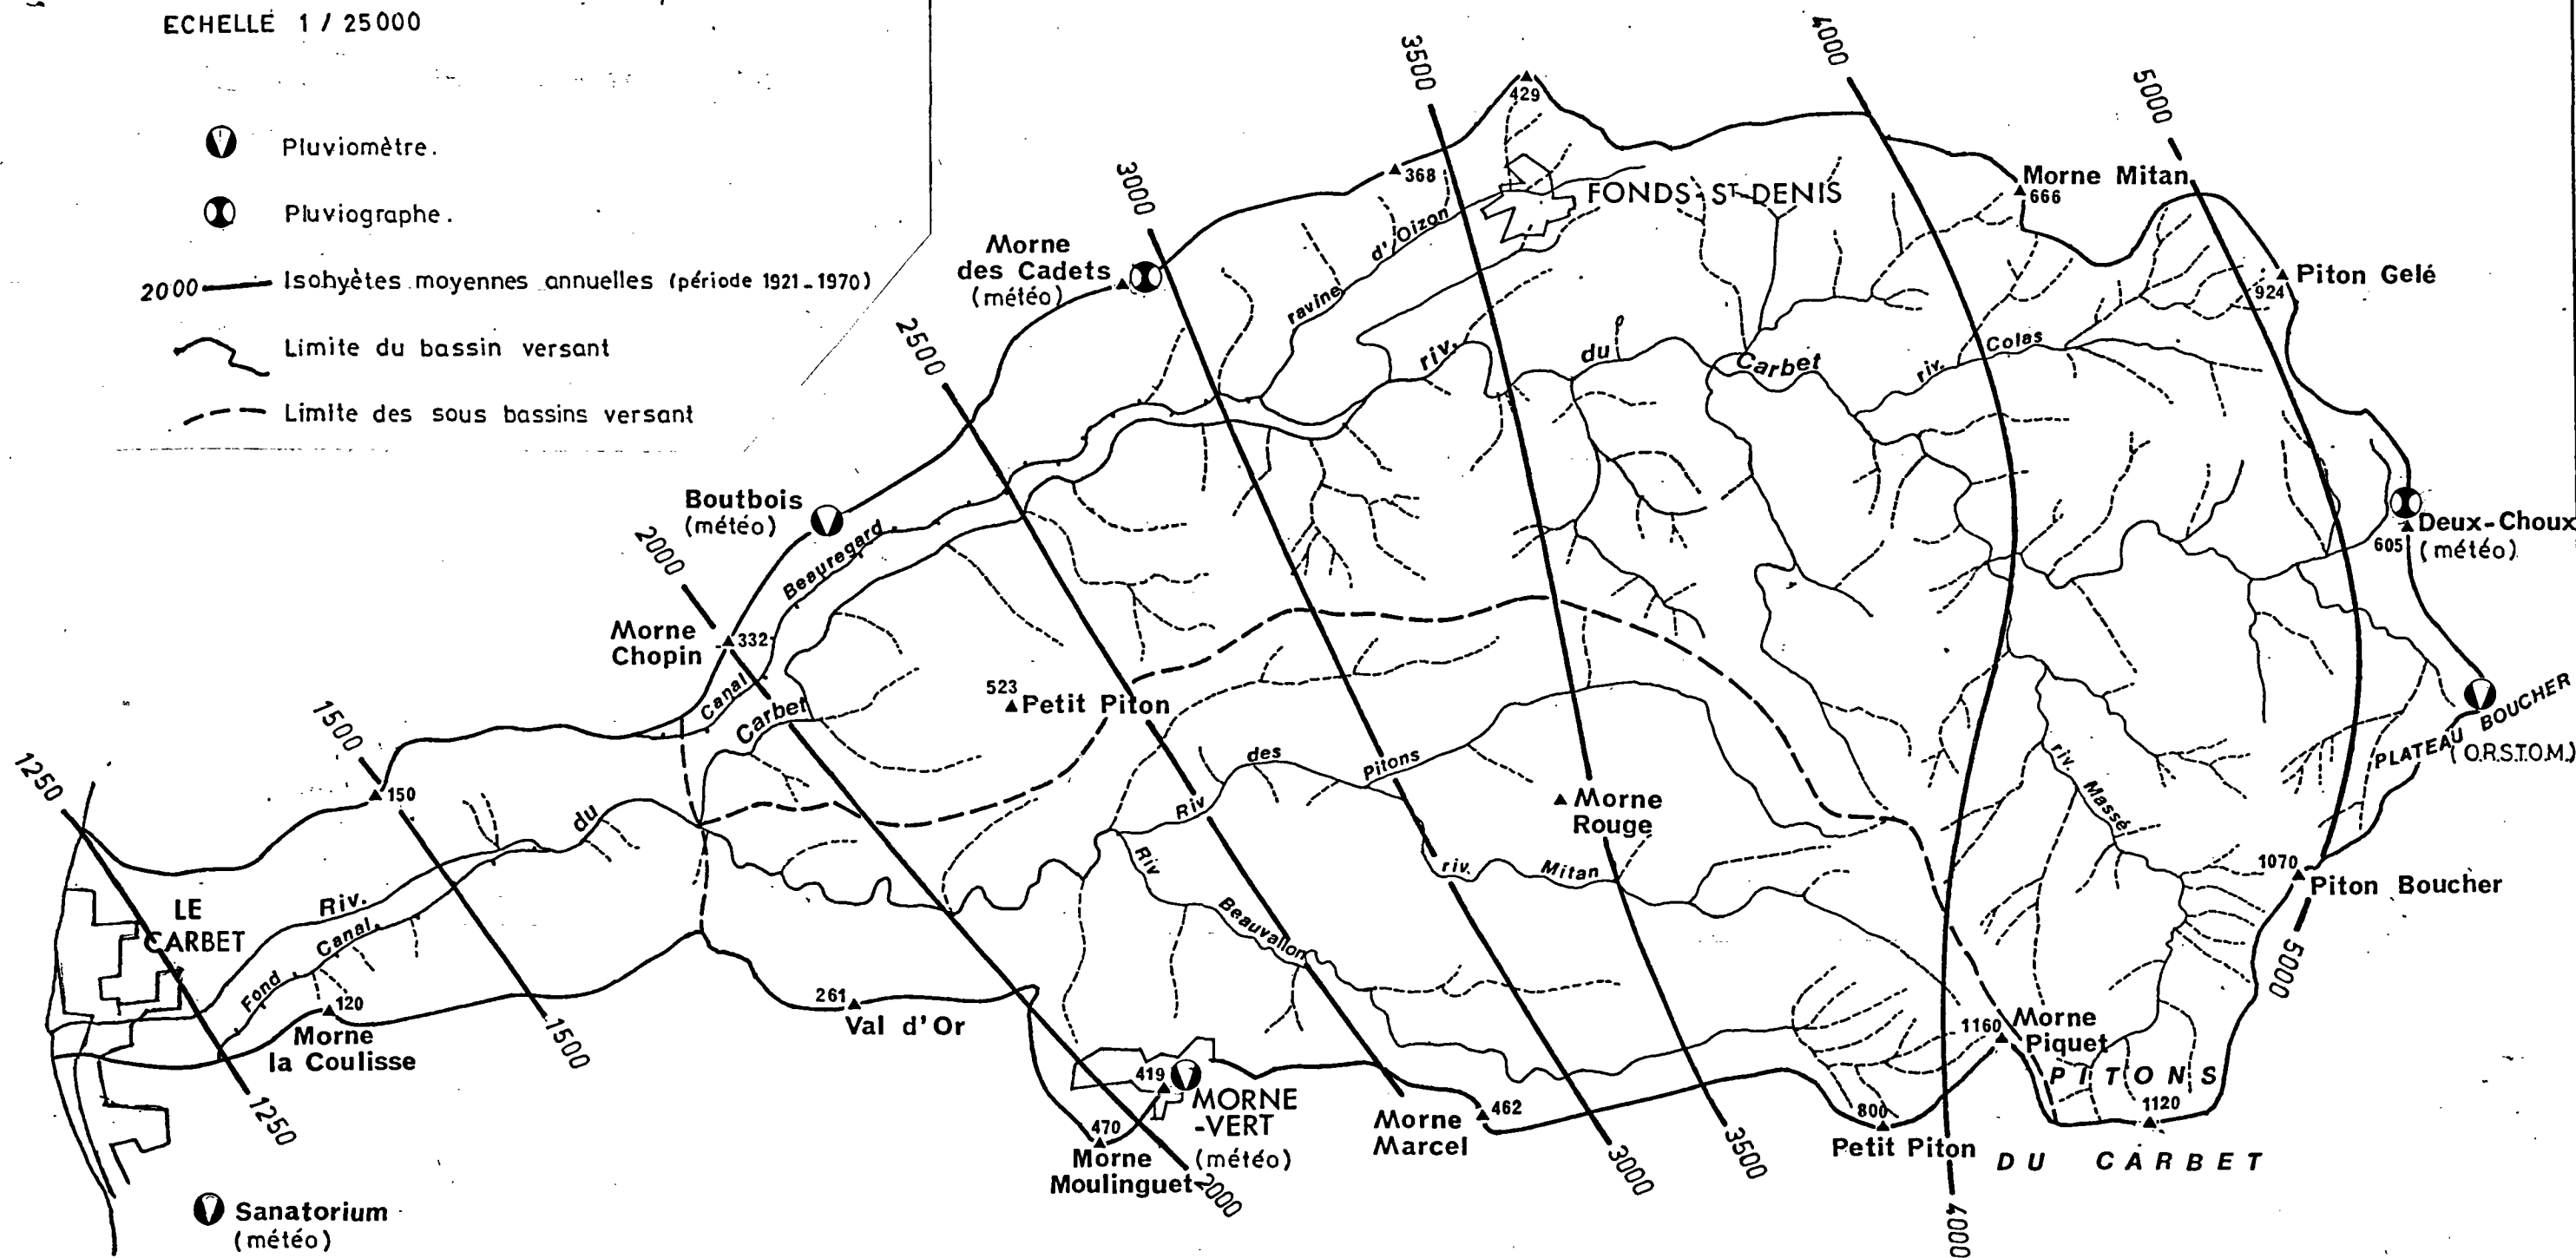 ECHELLE 1 / 25000
Pluviomètre.
Pluviographe.
2000 Isohyètes moyennes annuelles (période 1921-1970)
Limite du bassin versant
Limite des sous bassins versant
3500
4000
5000
429
3000
368
FONDS-ST-DENIS
Morne Mitan
666
Morne
des Cadets
(météo)
ravine d'Oizon
Piton Gelé
924
2500
riv. du Carbet
riv. Colas
Boutbois
(météo)
Beauregard
2000
Deux-Choux
605
(météo)
Morne
Chopin
332
Canal
Carbet
523
Petit Piton
PLATEAU BOUCHER
(O.R.S.T.O.M.)
1500
1250
150
du
Riv des Pitons
Morne
Rouge
riv. Massé
Riv Beauvallon
riv. Mitan
1070
Piton Boucher
LE
CARBET
Riv.
Fond Canal
120
Morne
la Coulisse
1500
1250
261
Val d'Or
5000
1160
Morne
Piquet
PITONS
DU CARBET
1120
419
MORNE
-VERT
(météo)
470
Morne
Moulinguet
2000
Morne
Marcel
462
3000
3500
800
Petit Piton
4000
Sanatorium
(météo)